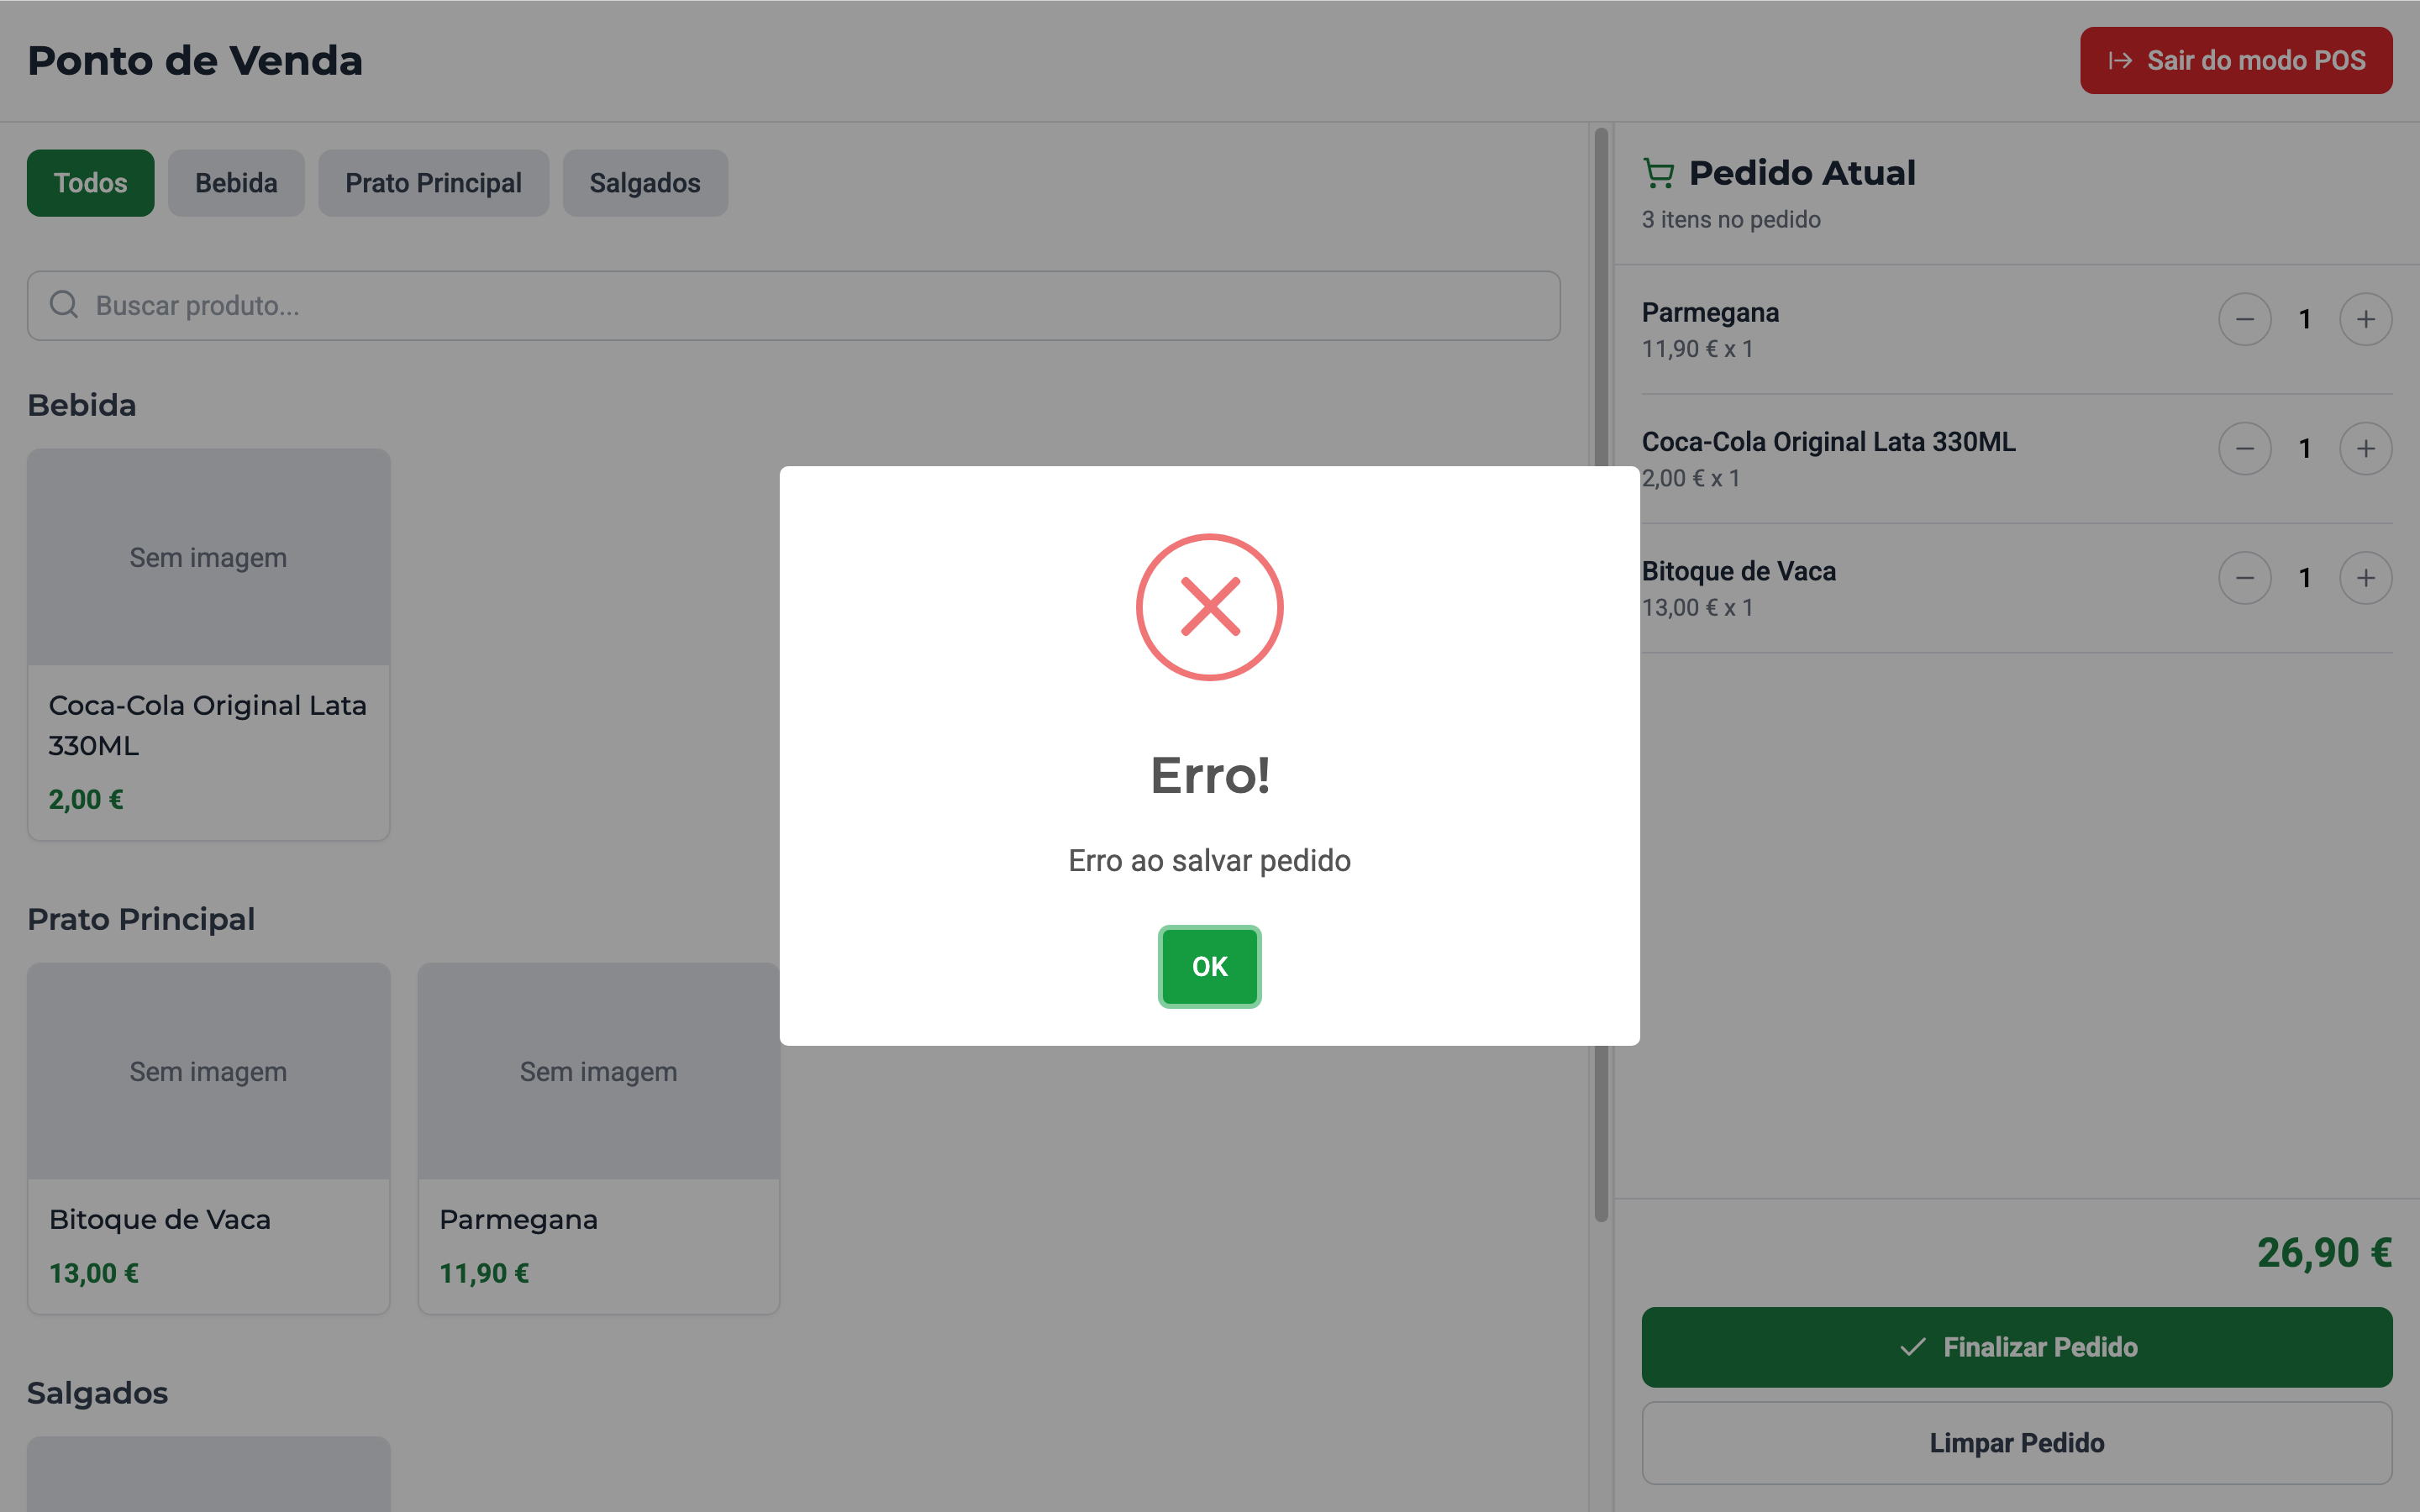 Ponto de Venda
Sair do modo POS
Todos
Bebida
Prato Principal
Salgados
Buscar produto...
Bebida
Sem imagem
Coca-Cola Original Lata
330ML
2,00 €
Prato Principal
Sem imagem
Bitoque de Vaca
13,00 €
Sem imagem
Parmegana
11,90 €
Salgados
Pedido Atual
3 itens no pedido
Parmegana
11,90 € x 1
1
Coca-Cola Original Lata 330ML
2,00 € x 1
1
Bitoque de Vaca
13,00 € x 1
1
26,90 €
Finalizar Pedido
Limpar Pedido
Erro!
Erro ao salvar pedido
OK